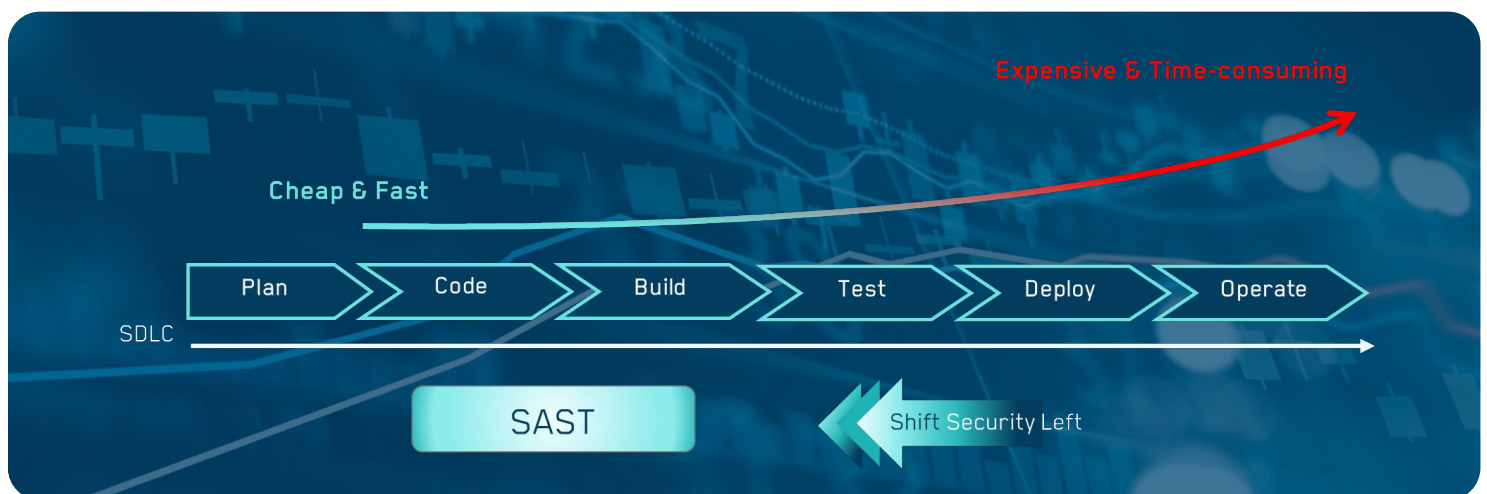 Expensive & Time-consuming
Cheap & Fast
Plan
Code
Build
Test
Deploy
Operate
SDLC
SAST
Shift Security Left